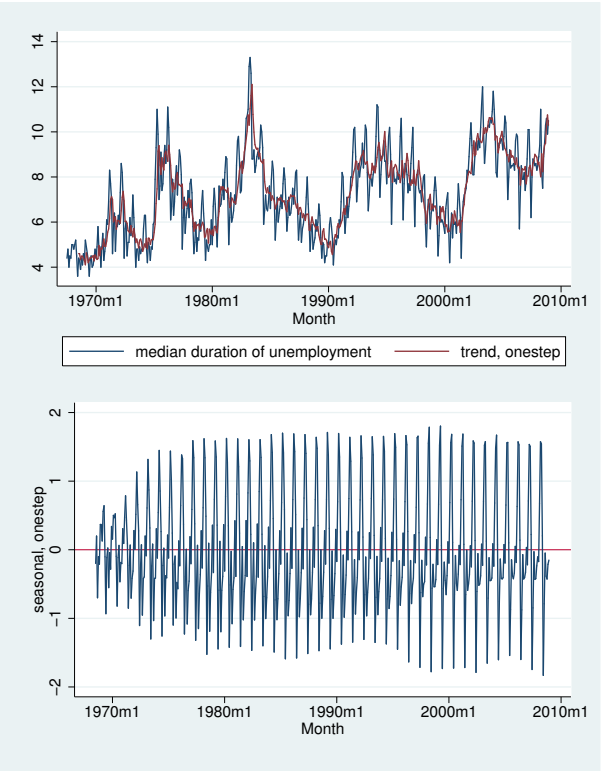 14
12
10
8
6
4
1970m1 1980m1 1990m1 2000m1 2010m1
Month
median duration of unemployment trend, onestep
seasonal, onestep
2
1
0
−1
−2
1970m1 1980m1 1990m1 2000m1 2010m1
Month